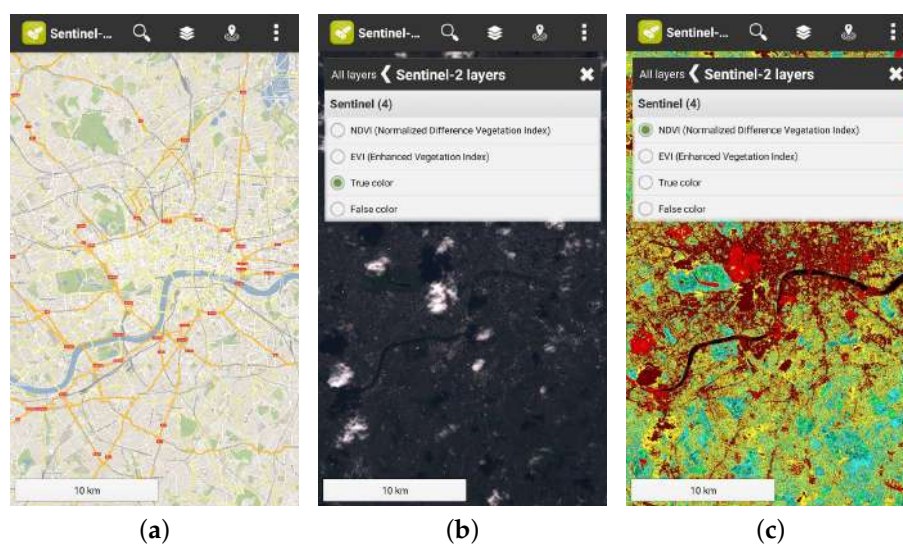 Sentinel-...
10 km
(a)
Sentinel-...
All layers ❮ Sentinel-2 layers ✖
Sentinel (4)
NDVI (Normalized Difference Vegetation Index)
EVI (Enhanced Vegetation Index)
True color
False color
10 km
(b)
Sentinel-...
All layers ❮ Sentinel-2 layers ✖
Sentinel (4)
NDVI (Normalized Difference Vegetation Index)
EVI (Enhanced Vegetation Index)
True color
False color
10 km
(c)